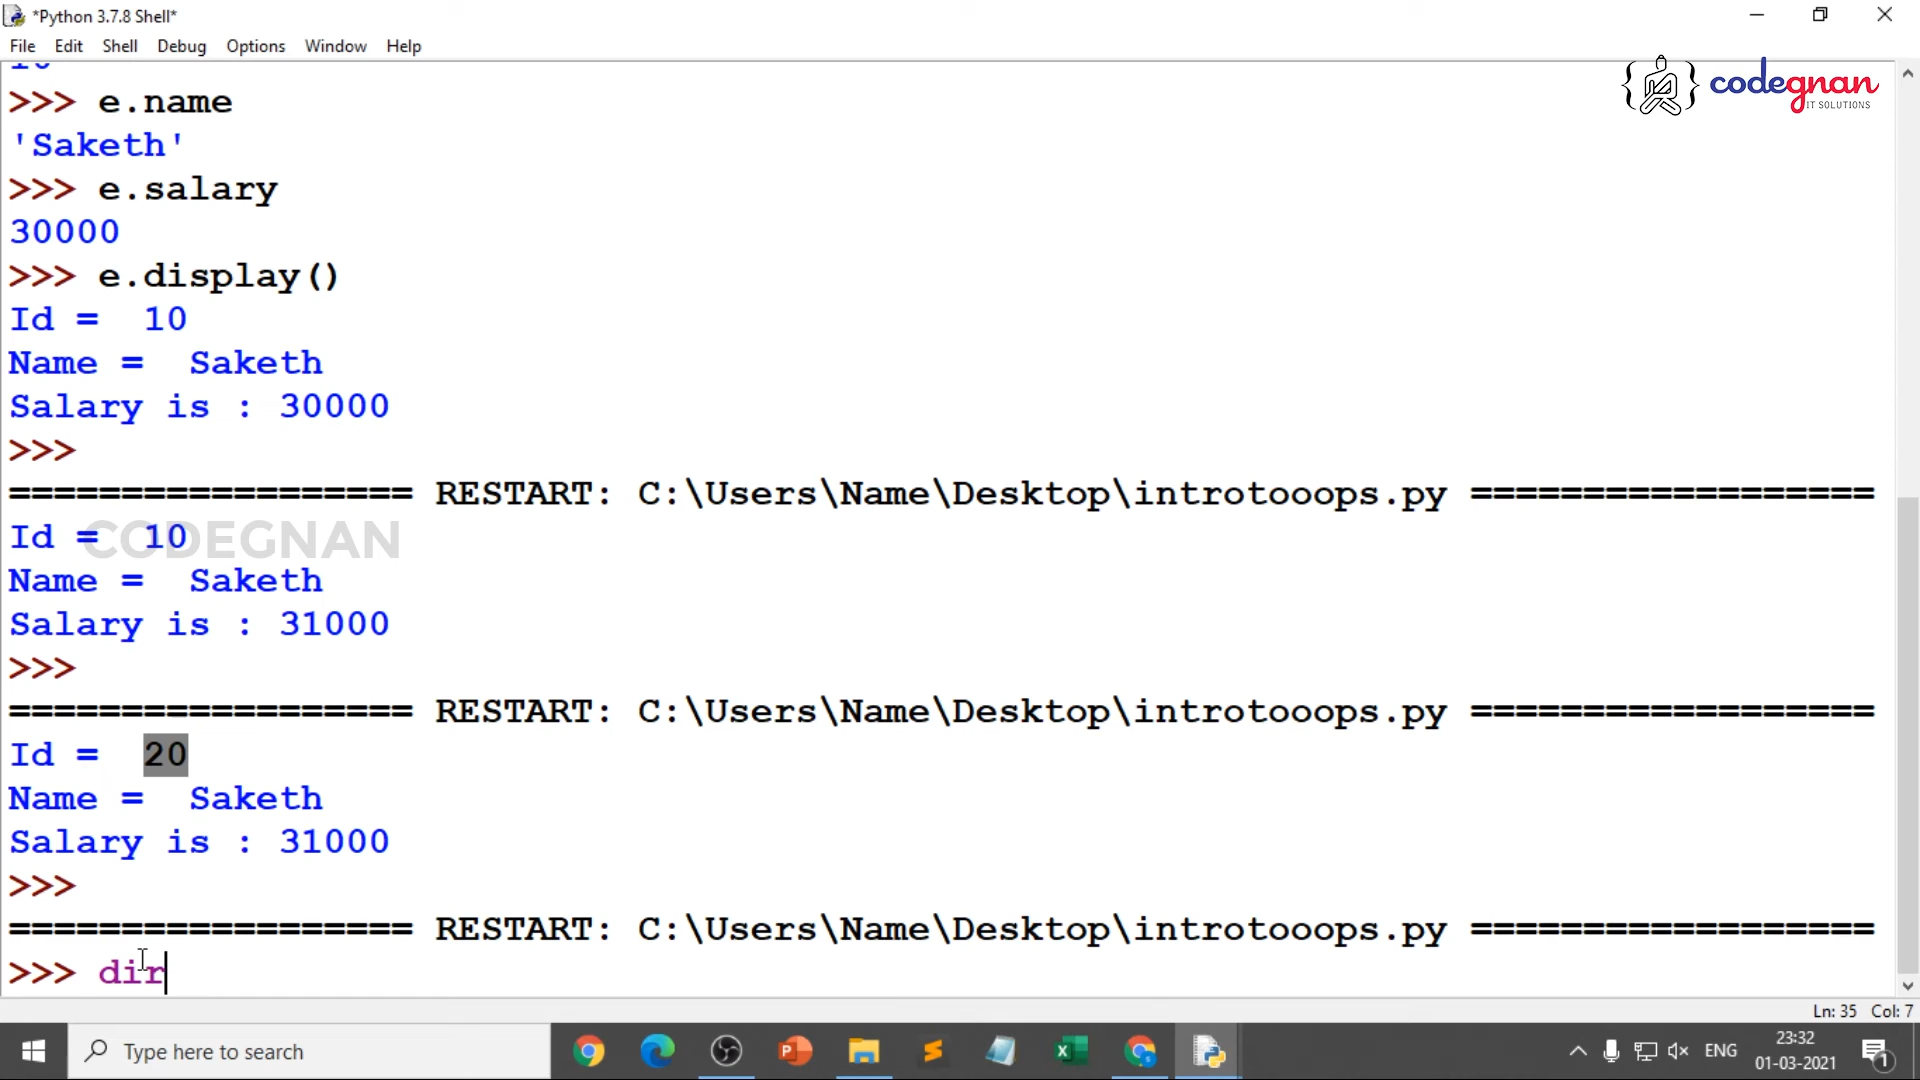 *Python 3.7.8 Shell*
File Edit Shell Debug Options Window Help
codegnan
IT SOLUTIONS
>>> e.name
'Saketh'
>>> e.salary
30000
>>> e.display()
Id =  10
Name =  Saketh
Salary is : 30000
>>>
================== RESTART: C:\Users\Name\Desktop\introtooops.py ==================
Id =  10
CODEGNAN
Name =  Saketh
Salary is : 31000
>>>
================== RESTART: C:\Users\Name\Desktop\introtooops.py ==================
Id =  20
Name =  Saketh
Salary is : 31000
>>>
================== RESTART: C:\Users\Name\Desktop\introtooops.py ==================
>>> dir
Ln: 35 Col: 7
Type here to search
ENG
23:32
01-03-2021
1